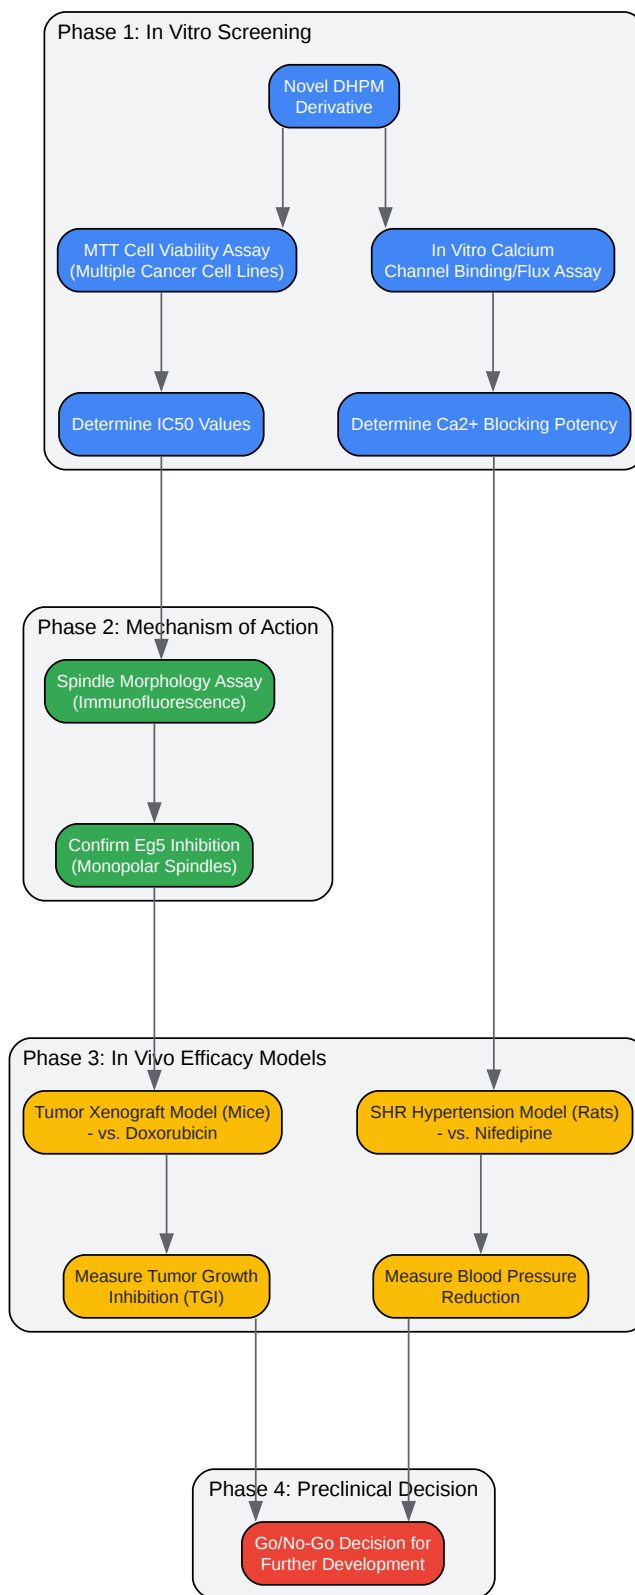 Phase 1: In Vitro Screening
Novel DHPM
Derivative
MTT Cell Viability Assay
(Multiple Cancer Cell Lines)
In Vitro Calcium
Channel Binding/Flux Assay
Determine IC50 Values
Determine Ca2+ Blocking Potency
Phase 2: Mechanism of Action
Spindle Morphology Assay
(Immunofluorescence)
Confirm Eg5 Inhibition
(Monopolar Spindles)
Phase 3: In Vivo Efficacy Models
Tumor Xenograft Model (Mice)
- vs. Doxorubicin
SHR Hypertension Model (Rats)
- vs. Nifedipine
Measure Tumor Growth
Inhibition (TGI)
Measure Blood Pressure
Reduction
Phase 4: Preclinical Decision
Go/No-Go Decision for
Further Development